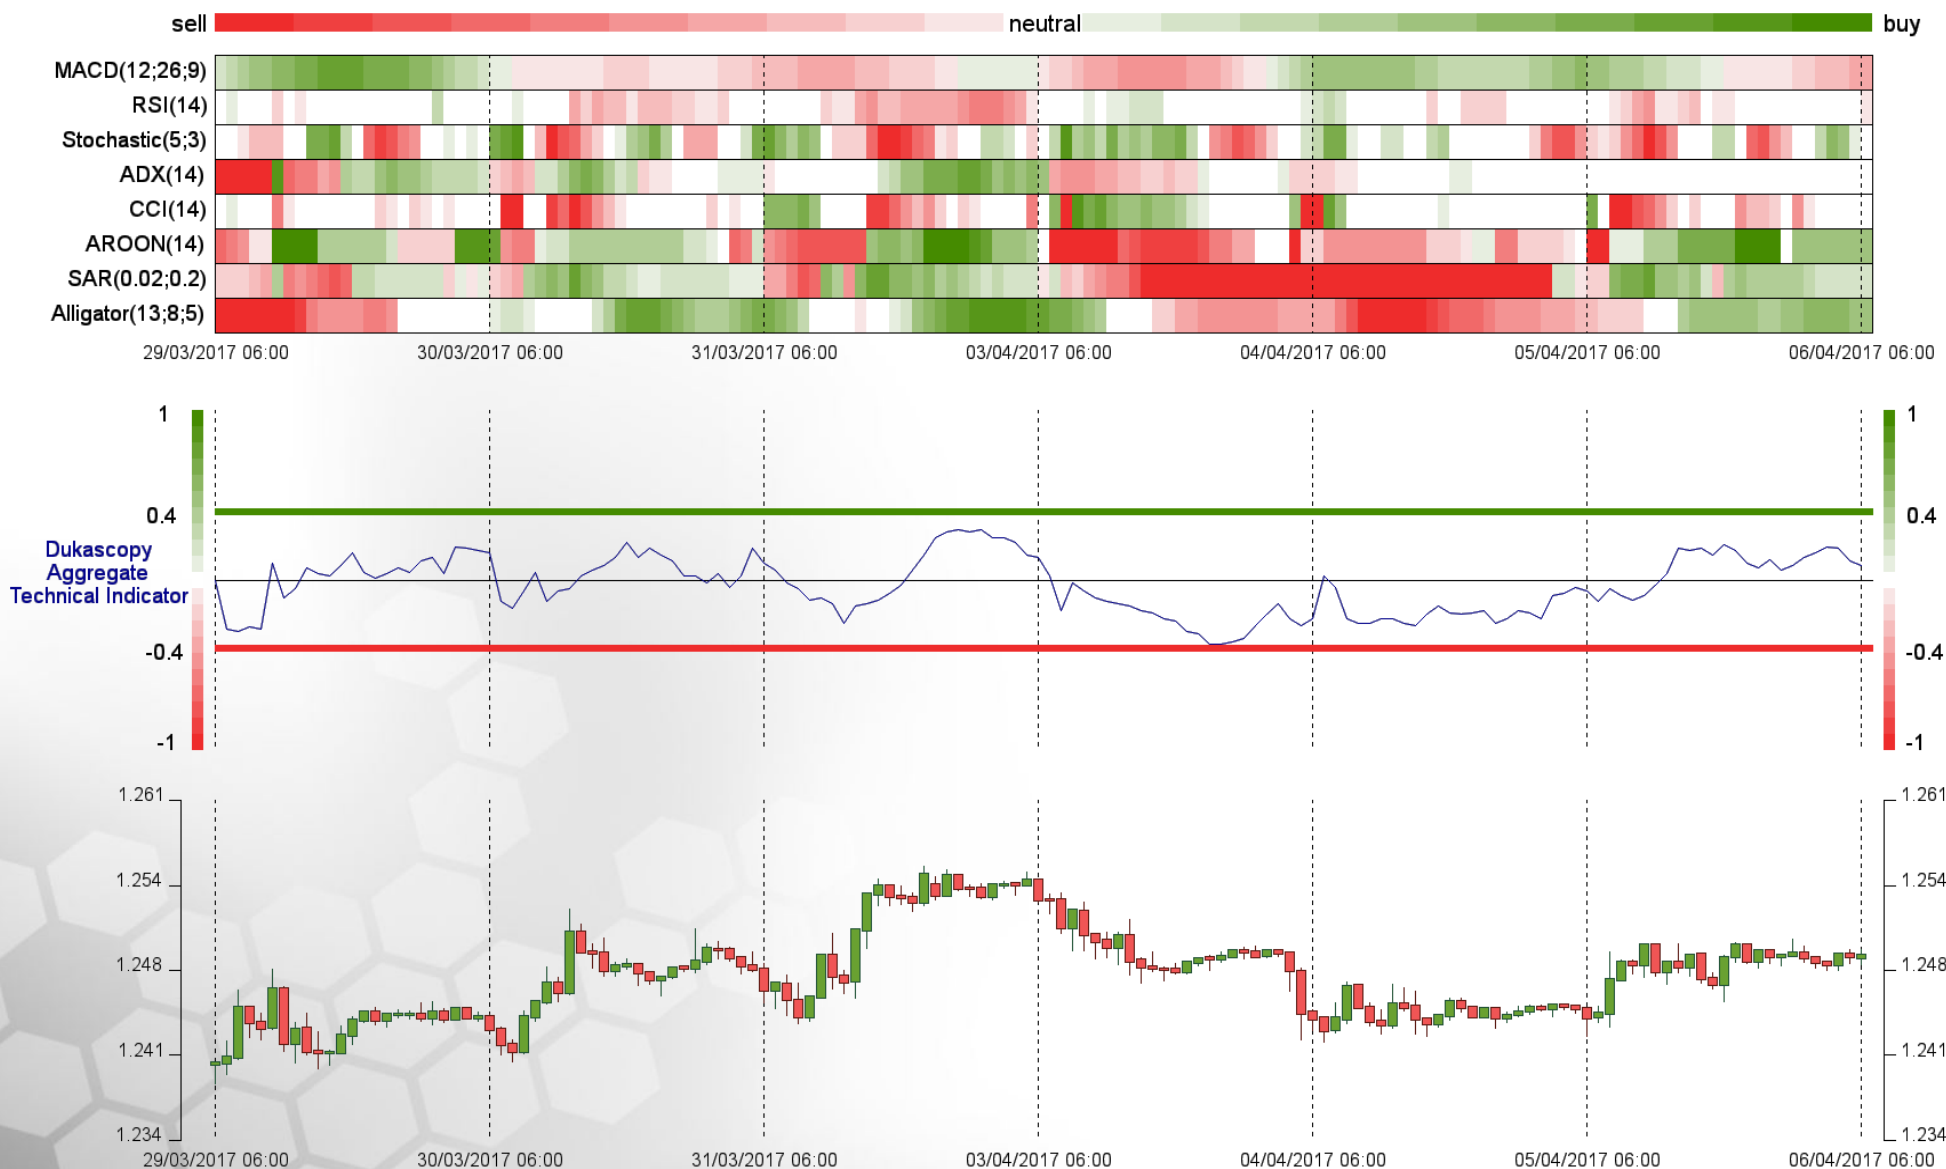 sell neutral buy
MACD(12;26;9)
RSI(14)
Stochastic(5;3)
ADX(14)
CCI(14)
AROON(14)
SAR(0.02;0.2)
Alligator(13;8;5)
29/03/2017 06:00 30/03/2017 06:00 31/03/2017 06:00 03/04/2017 06:00 04/04/2017 06:00 05/04/2017 06:00 06/04/2017 06:00
1 1
0.4 0.4
Dukascopy
Aggregate
Technical Indicator
-0.4 -0.4
-1 -1
1.261 1.261
1.254 1.254
1.248 1.248
1.241 1.241
1.234 1.234
29/03/2017 06:00 30/03/2017 06:00 31/03/2017 06:00 03/04/2017 06:00 04/04/2017 06:00 05/04/2017 06:00 06/04/2017 06:00